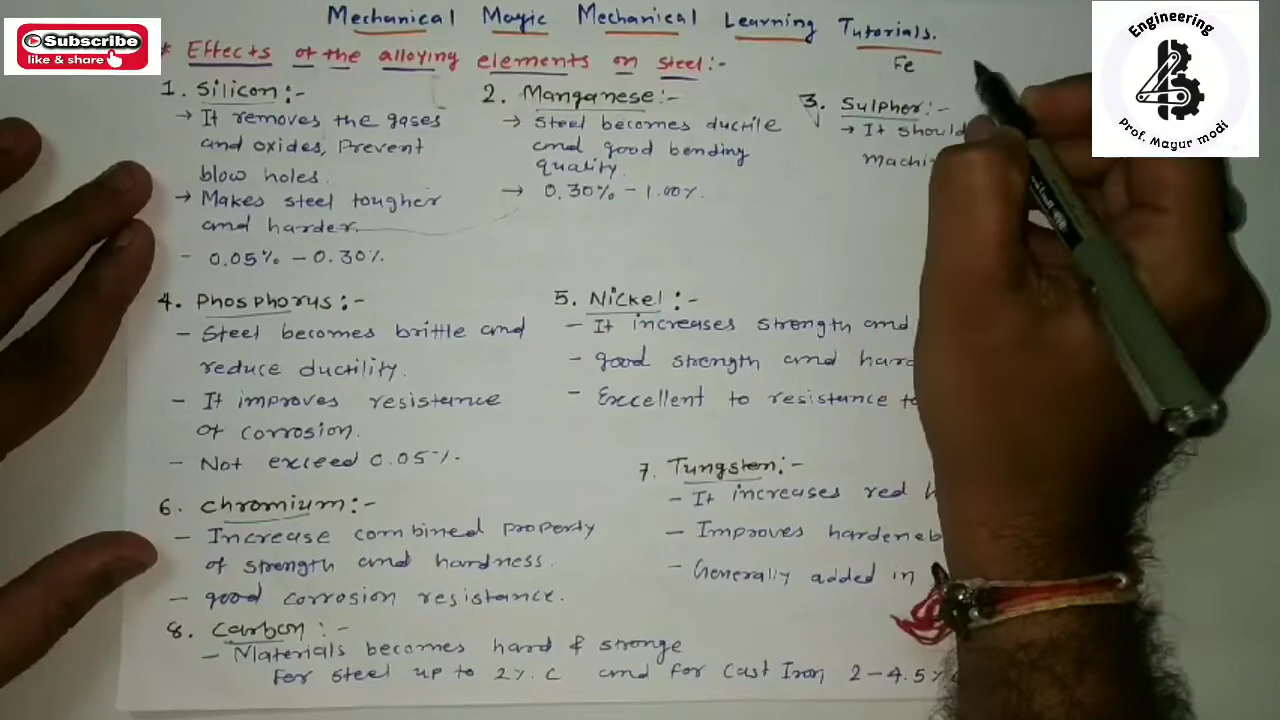 Mechanical Magic Mechanical Learning Tutorials.
Subscribe
like & share
Engineering
Prof. Mayur modi
* Effects of the alloying elements on steel:-
Fe
1. Silicon:-
→ It removes the gases
and oxides, Prevent
blow holes.
→ Makes steel tougher
and harder
- 0.05% - 0.30%
2. Manganese:-
→ Steel becomes ductile
and good bending
quality.
→ 0.30% - 1.00%.
3. Sulpher:-
→ It should
machi
4. Phosphorus:-
- Steel becomes brittle and
reduce ductility.
- It improves resistance
of corrosion.
- Not exceed 0.05%.
5. Nickel:-
- It increases strength and
- good strength and hard
- Excellent to resistance to
6. Chromium:-
- Increase combined property
of strength and hardness.
- good corrosion resistance.
7. Tungsten:-
- It increases red h
- Improves hardeneb
- Generally added in
8. Carbon:-
- Materials becomes hard & stronge
for steel up to 2%. C and for Cast Iron 2-4.5%